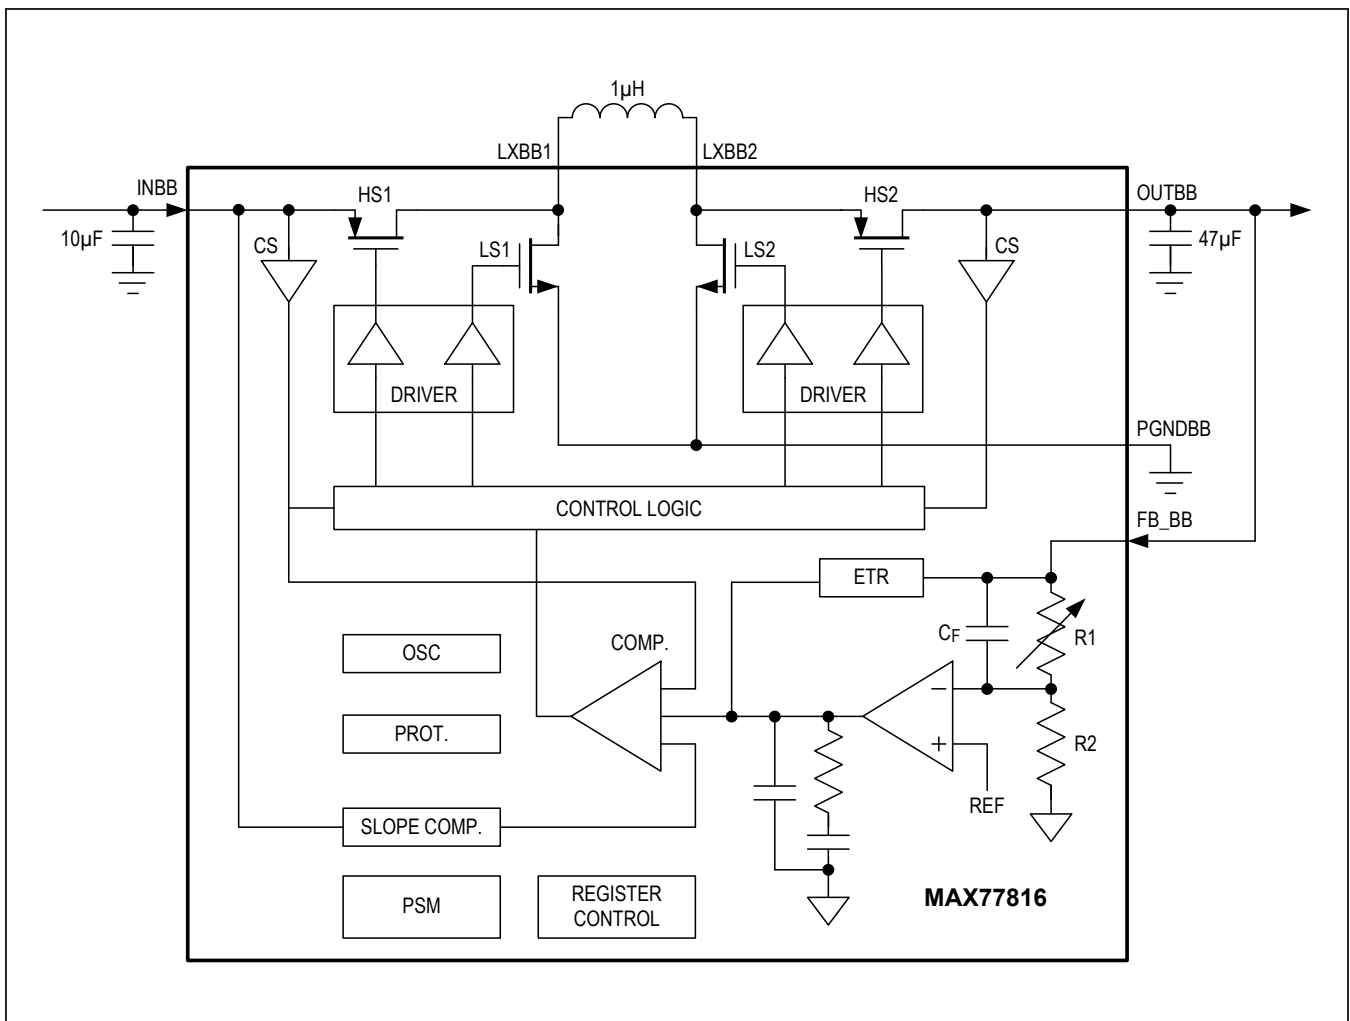 1µH
LXBB1
LXBB2
INBB
HS1
HS2
OUTBB
10µF
CS
LS1
LS2
CS
47µF
DRIVER
DRIVER
PGNDBB
CONTROL LOGIC
FB_BB
ETR
CF
R1
OSC
COMP.
−
PROT.
+
R2
REF
SLOPE COMP.
PSM
REGISTER
CONTROL
MAX77816